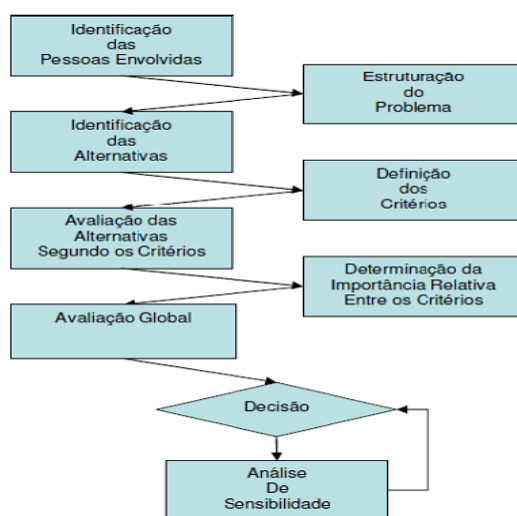 Identificação
das
Pessoas Envolvidas
Estruturação
do
Problema
Identificação
das
Alternativas
Definição
dos
Critérios
Avaliação das
Alternativas
Segundo os Critérios
Determinação da
Importância Relativa
Entre os Critérios
Avaliação Global
Decisão
Análise
De
Sensibilidade